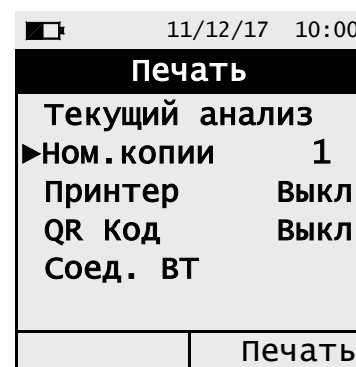 11/12/17 10:00
Печать
Текущий анализ
►Ном.копии 1
Принтер Выкл
QR Код Выкл
Соед. BT
Печать